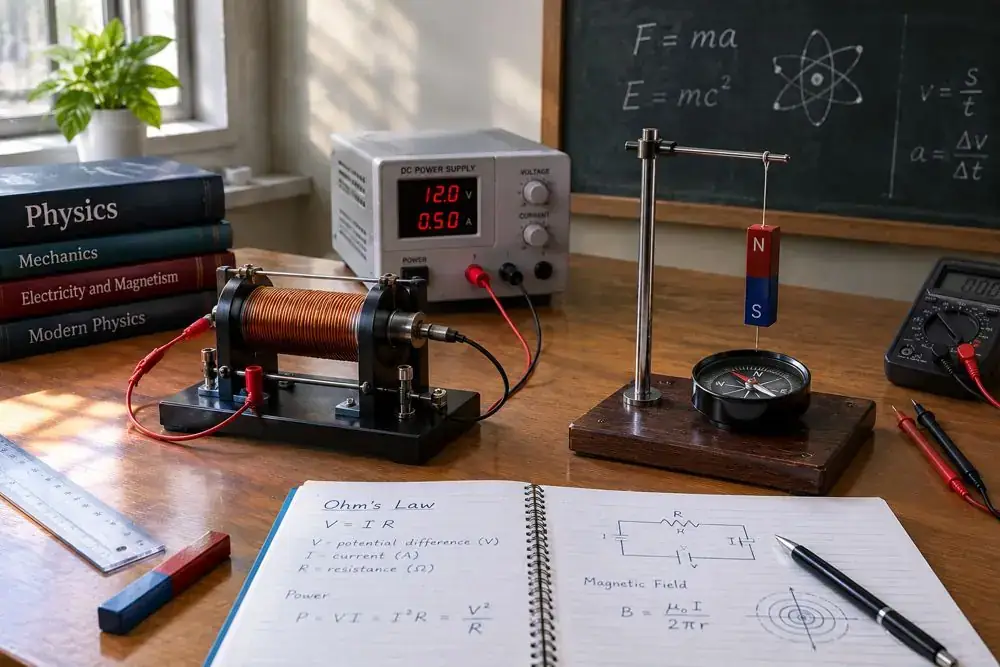 F = ma
E = mc²
v = s/t
a = Δv/Δt
Physics
Mechanics
Electricity and Magnetism
Modern Physics
DC POWER SUPPLY
VOLTAGE
12.0 V
0.50 A
CURRENT
POWER
N
S
N
Ohm's Law
V = I R
V - potential difference (V)
I - current (A)
R = resistance (Ω)
Power
P = VI = I²R = V²/R
R
R
I
Magnetic Field
B = μ₀I/2πr